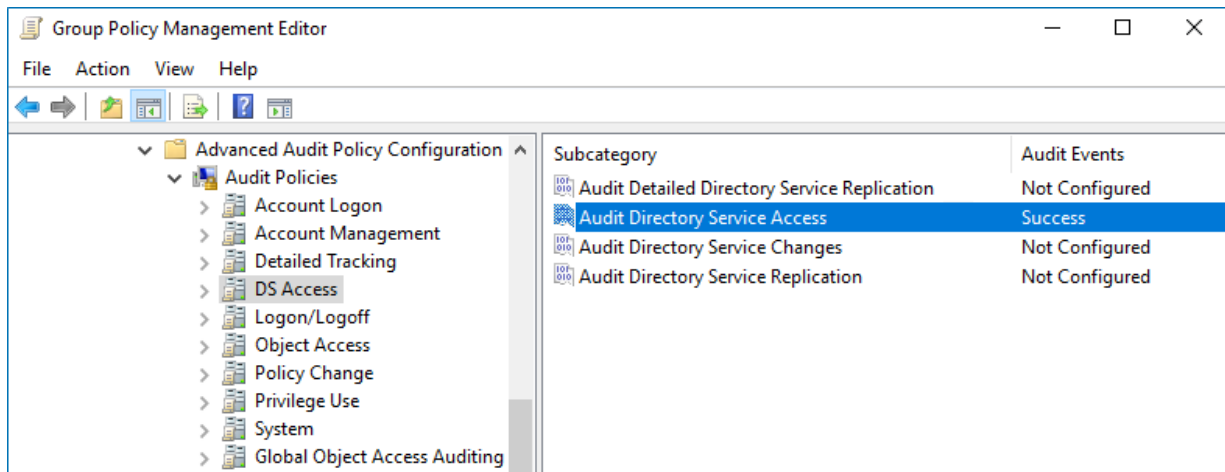 Group Policy Management Editor
File Action View Help
Advanced Audit Policy Configuration
Audit Policies
Account Logon
Account Management
Detailed Tracking
DS Access
Logon/Logoff
Object Access
Policy Change
Privilege Use
System
Global Object Access Auditing
Subcategory Audit Events
Audit Detailed Directory Service Replication Not Configured
Audit Directory Service Access Success
Audit Directory Service Changes Not Configured
Audit Directory Service Replication Not Configured